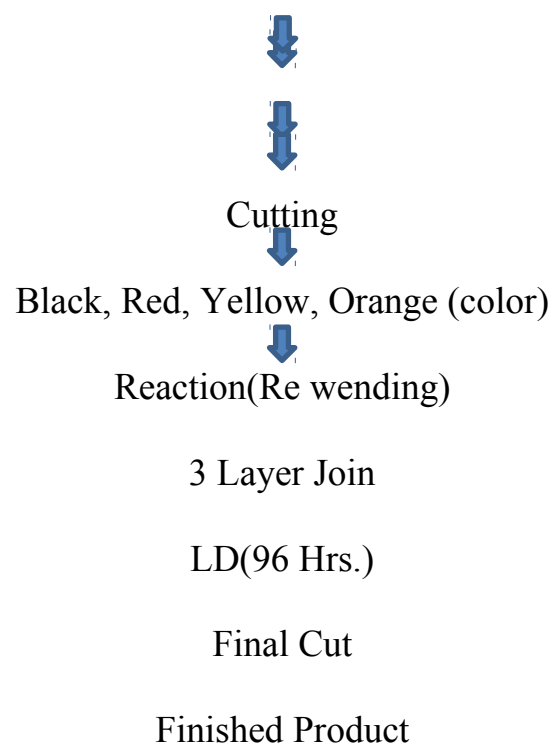 Cutting
Black, Red, Yellow, Orange (color)
Reaction(Re wending)
3 Layer Join
LD(96 Hrs.)
Final Cut
Finished Product